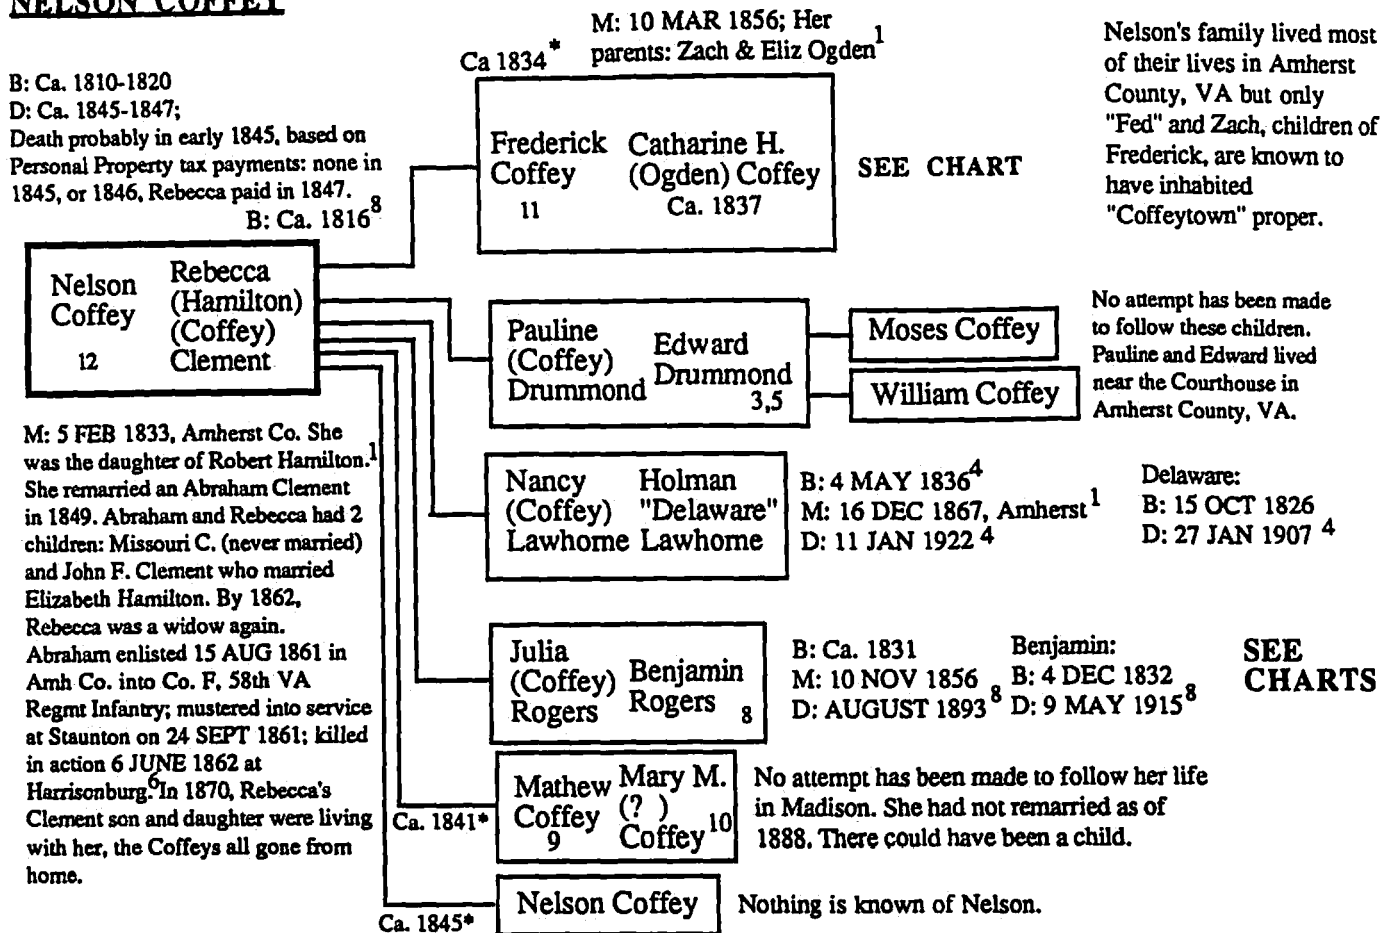 NELSON COFFEY
B: Ca. 1810-1820
D: Ca. 1845-1847;
Death probably in early 1845, based on
Personal Property tax payments: none in
1845, or 1846, Rebecca paid in 1847.
B: Ca. 1816 8
Nelson
Coffey
12
Rebecca
(Hamilton)
(Coffey)
Clement
M: 5 FEB 1833, Amherst Co. She
was the daughter of Robert Hamilton. 1
She remarried an Abraham Clement
in 1849. Abraham and Rebecca had 2
children: Missouri C. (never married)
and John F. Clement who married
Elizabeth Hamilton. By 1862,
Rebecca was a widow again.
Abraham enlisted 15 AUG 1861 in
Amh Co. into Co. F, 58th VA
Regmt Infantry; mustered into service
at Staunton on 24 SEPT 1861; killed
in action 6 JUNE 1862 at
Harrisonburg. 6 In 1870, Rebecca's
Clement son and daughter were living
with her, the Coffeys all gone from
home.
Ca 1834*
M: 10 MAR 1856; Her
parents: Zach & Eliz Ogden 1
Frederick
Coffey
11
Catharine H.
(Ogden) Coffey
Ca. 1837
SEE CHART
Nelson's family lived most
of their lives in Amherst
County, VA but only
"Fed" and Zach, children of
Frederick, are known to
have inhabited
"Coffeytown" proper.
Pauline
(Coffey)
Drummond
Edward
Drummond
3,5
Moses Coffey
William Coffey
No attempt has been made
to follow these children.
Pauline and Edward lived
near the Courthouse in
Amherst County, VA.
Nancy
(Coffey)
Lawhorne
Holman
"Delaware"
Lawhorne
B: 4 MAY 1836 4
M: 16 DEC 1867, Amherst 1
D: 11 JAN 1922 4
Delaware:
B: 15 OCT 1826
D: 27 JAN 1907 4
Julia
(Coffey)
Rogers
Benjamin
Rogers 8
B: Ca. 1831
M: 10 NOV 1856
D: AUGUST 1893 8
Benjamin:
B: 4 DEC 1832
D: 9 MAY 1915 8
SEE
CHARTS
Ca. 1841*
Mathew
Coffey
9
Mary M.
(? )
Coffey 10
No attempt has been made to follow her life
in Madison. She had not remarried as of
1888. There could have been a child.
Ca. 1845*
Nelson Coffey
Nothing is known of Nelson.